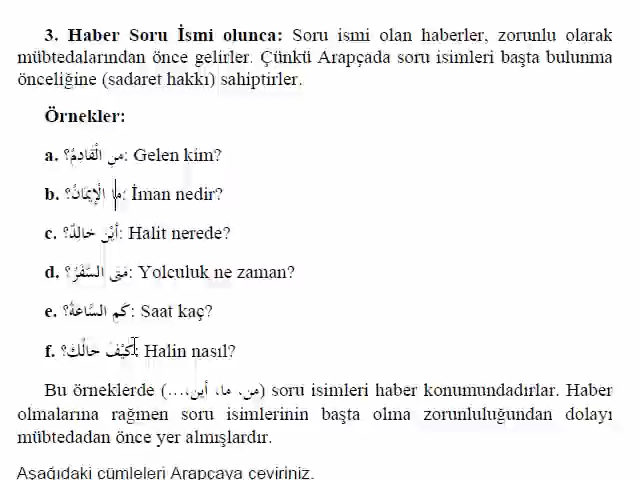 3. Haber Soru İsmi olunca: Soru ismi olan haberler, zorunlu olarak
mübtedalarından önce gelirler. Çünkü Arapçada soru isimleri başta bulunma
önceliğine (sadaret hakkı) sahiptirler.
Örnekler:
a. مَنِ الْقَادِمُ؟: Gelen kim?
b. مَا الْإِيمَانُ؟: İman nedir?
c. أَيْنَ خَالِدٌ؟: Halit nerede?
d. مَتَى السَّفَرُ؟: Yolculuk ne zaman?
e. كَمِ السَّاعَةُ؟: Saat kaç?
f. كَيْفَ حَالُكَ؟: Halin nasıl?
Bu örneklerde (من، ما، أين،...) soru isimleri haber konumundadırlar. Haber
olmalarına rağmen soru isimlerinin başta olma zorunluluğundan dolayı
mübtedadan önce yer almışlardır.
Aşağıdaki cümleleri Arapçaya çeviriniz.